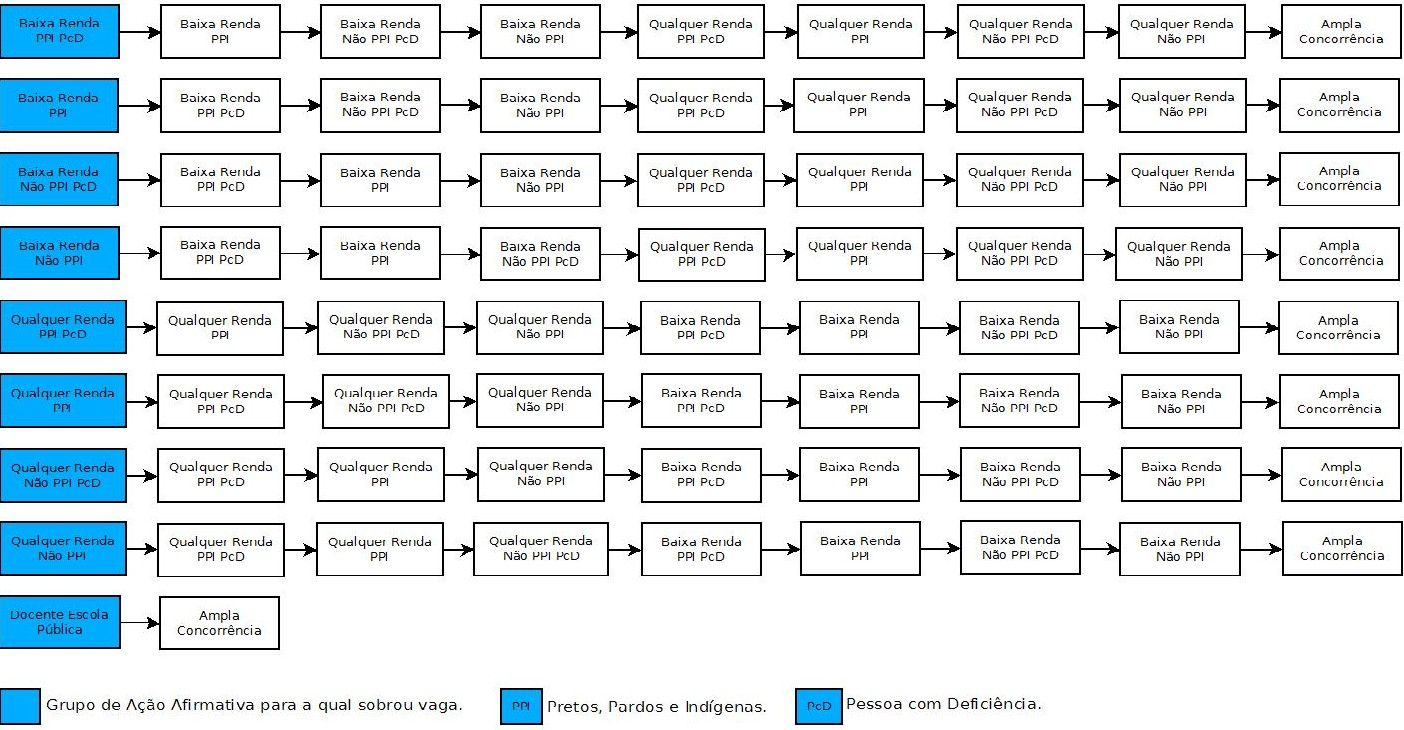 Baixa Renda
PPI PcD
Baixa Renda
PPI
Baixa Renda
Não PPI PcD
Baixa Renda
Não PPI
Qualquer Renda
PPI PcD
Qualquer Renda
PPI
Qualquer Renda
Não PPI PcD
Qualquer Renda
Não PPI
Ampla
Concorrência
Baixa Renda
PPI
Baixa Renda
PPI PcD
Baixa Renda
Não PPI PcD
Baixa Renda
Não PPI
Qualquer Renda
PPI PcD
Qualquer Renda
PPI
Qualquer Renda
Não PPI PcD
Qualquer Renda
Não PPI
Ampla
Concorrência
Baixa Renda
Não PPI PcD
Baixa Renda
PPI PcD
Baixa Renda
PPI
Baixa Renda
Não PPI
Qualquer Renda
PPI PcD
Qualquer Renda
PPI
Qualquer Renda
Não PPI PcD
Qualquer Renda
Não PPI
Ampla
Concorrência
Baixa Renda
Não PPI
Baixa Renda
PPI PcD
Baixa Renda
PPI
Baixa Renda
Não PPI PcD
Qualquer Renda
PPI PcD
Qualquer Renda
PPI
Qualquer Renda
Não PPI PcD
Qualquer Renda
Não PPI
Ampla
Concorrência
Qualquer Renda
PPI PcD
Qualquer Renda
PPI
Qualquer Renda
Não PPI PcD
Qualquer Renda
Não PPI
Baixa Renda
PPI PcD
Baixa Renda
PPI
Baixa Renda
Não PPI PcD
Baixa Renda
Não PPI
Ampla
Concorrência
Qualquer Renda
PPI
Qualquer Renda
PPI PcD
Qualquer Renda
Não PPI PcD
Qualquer Renda
Não PPI
Baixa Renda
PPI PcD
Baixa Renda
PPI
Baixa Renda
Não PPI PcD
Baixa Renda
Não PPI
Ampla
Concorrência
Qualquer Renda
Não PPI PcD
Qualquer Renda
PPI PcD
Qualquer Renda
PPI
Qualquer Renda
Não PPI
Baixa Renda
PPI PcD
Baixa Renda
PPI
Baixa Renda
Não PPI PcD
Baixa Renda
Não PPI
Ampla
Concorrência
Qualquer Renda
Não PPI
Qualquer Renda
PPI PcD
Qualquer Renda
PPI
Qualquer Renda
Não PPI PcD
Baixa Renda
PPI PcD
Baixa Renda
PPI
Baixa Renda
Não PPI PcD
Baixa Renda
Não PPI
Ampla
Concorrência
Docente Escola
Pública
Ampla
Concorrência
Grupo de Ação Afirmativa para a qual sobrou vaga.
PPI
Pretos, Pardos e Indígenas.
PcD
Pessoa com Deficiência.